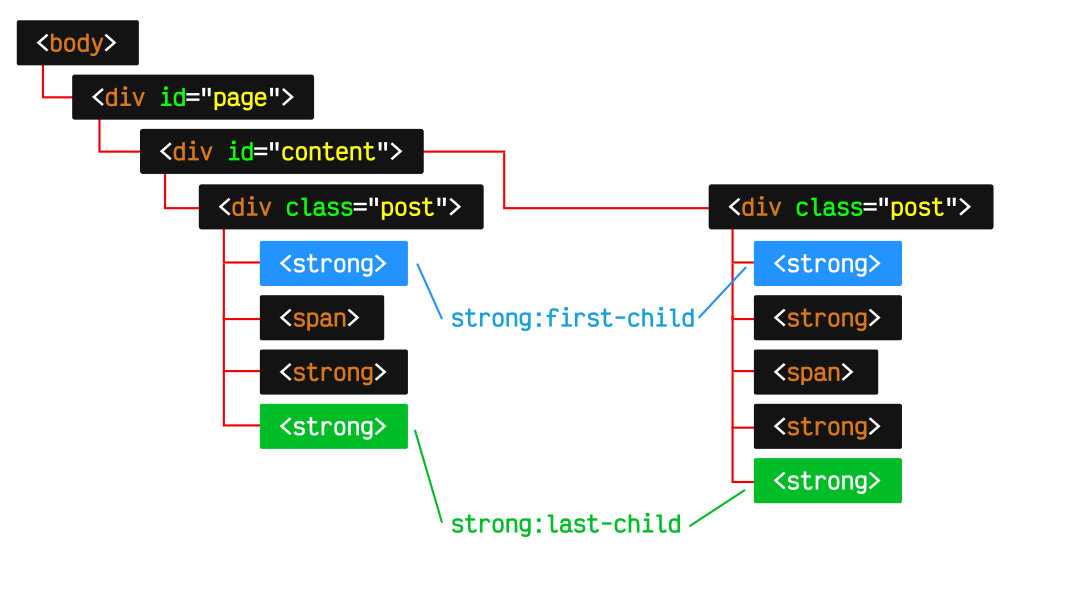 <body>
<div id="page">
<div id="content">
<div class="post">
<strong>
<span>
<strong>
<strong>
strong:first-child
strong:last-child
<div class="post">
<strong>
<strong>
<span>
<strong>
<strong>